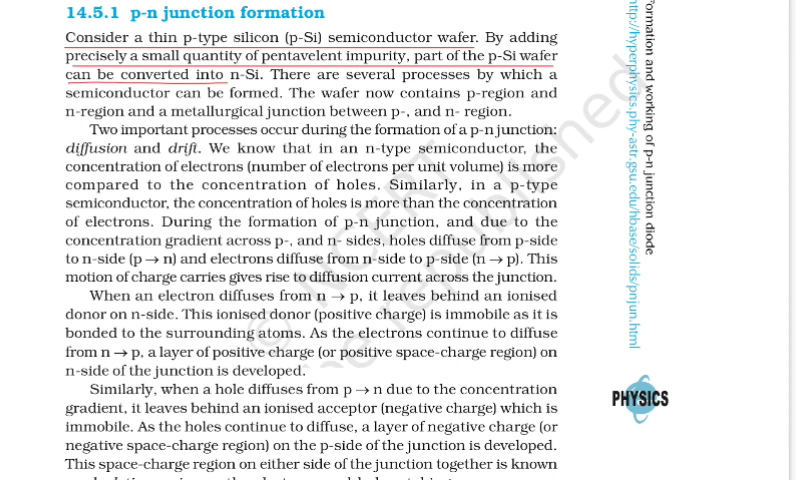 14.5.1 p-n junction formation
Consider a thin p-type silicon (p-Si) semiconductor wafer. By adding
precisely a small quantity of pentavelent impurity, part of the p-Si wafer
can be converted into n-Si. There are several processes by which a
semiconductor can be formed. The wafer now contains p-region and
n-region and a metallurgical junction between p-, and n- region.
Two important processes occur during the formation of a p-n junction:
diffusion and drift. We know that in an n-type semiconductor, the
concentration of electrons (number of electrons per unit volume) is more
compared to the concentration of holes. Similarly, in a p-type
semiconductor, the concentration of holes is more than the concentration
of electrons. During the formation of p-n junction, and due to the
concentration gradient across p-, and n- sides, holes diffuse from p-side
to n-side (p → n) and electrons diffuse from n-side to p-side (n → p). This
motion of charge carries gives rise to diffusion current across the junction.
When an electron diffuses from n → p, it leaves behind an ionised
donor on n-side. This ionised donor (positive charge) is immobile as it is
bonded to the surrounding atoms. As the electrons continue to diffuse
from n → p, a layer of positive charge (or positive space-charge region) on
n-side of the junction is developed.
Similarly, when a hole diffuses from p → n due to the concentration
gradient, it leaves behind an ionised acceptor (negative charge) which is
immobile. As the holes continue to diffuse, a layer of negative charge (or
negative space-charge region) on the p-side of the junction is developed.
This space-charge region on either side of the junction together is known
ormation and working of p-n junction diode
http://hyperphysics.phy-astr.gsu.edu/hbase/solids/pnjun.html
PHYSICS
© NCERT
be republished